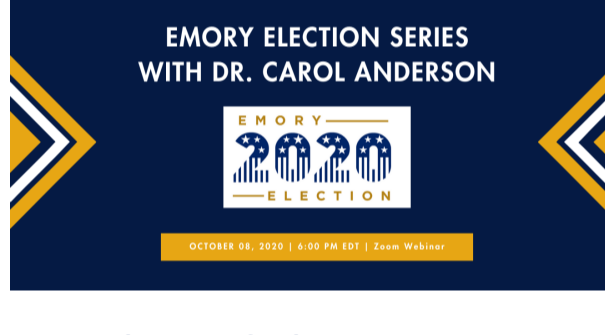 EMORY ELECTION SERIES
WITH DR. CAROL ANDERSON
EMORY
2020
ELECTION
OCTOBER 08, 2020 | 6:00 PM EDT | Zoom Webinar